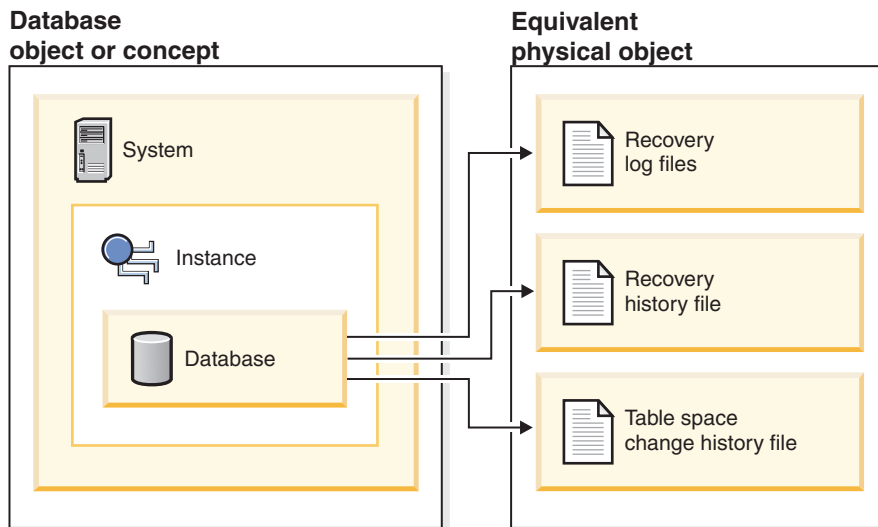 Database
object or concept
System
Instance
Database
Equivalent
physical object
Recovery
log files
Recovery
history file
Table space
change history file